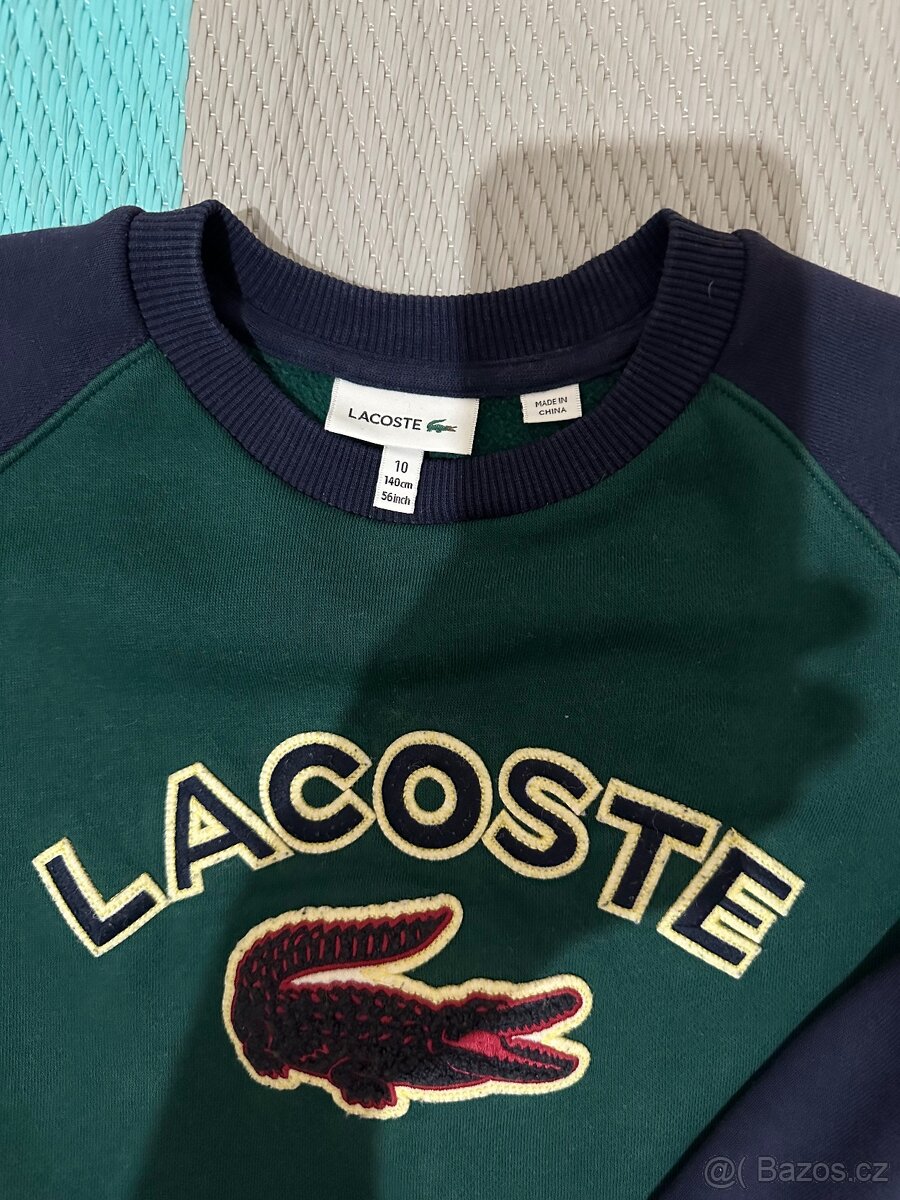 LACOSTE
MADE IN
CHINA
10
140cm
56inch
LACOSTE
@( Bazos.cz